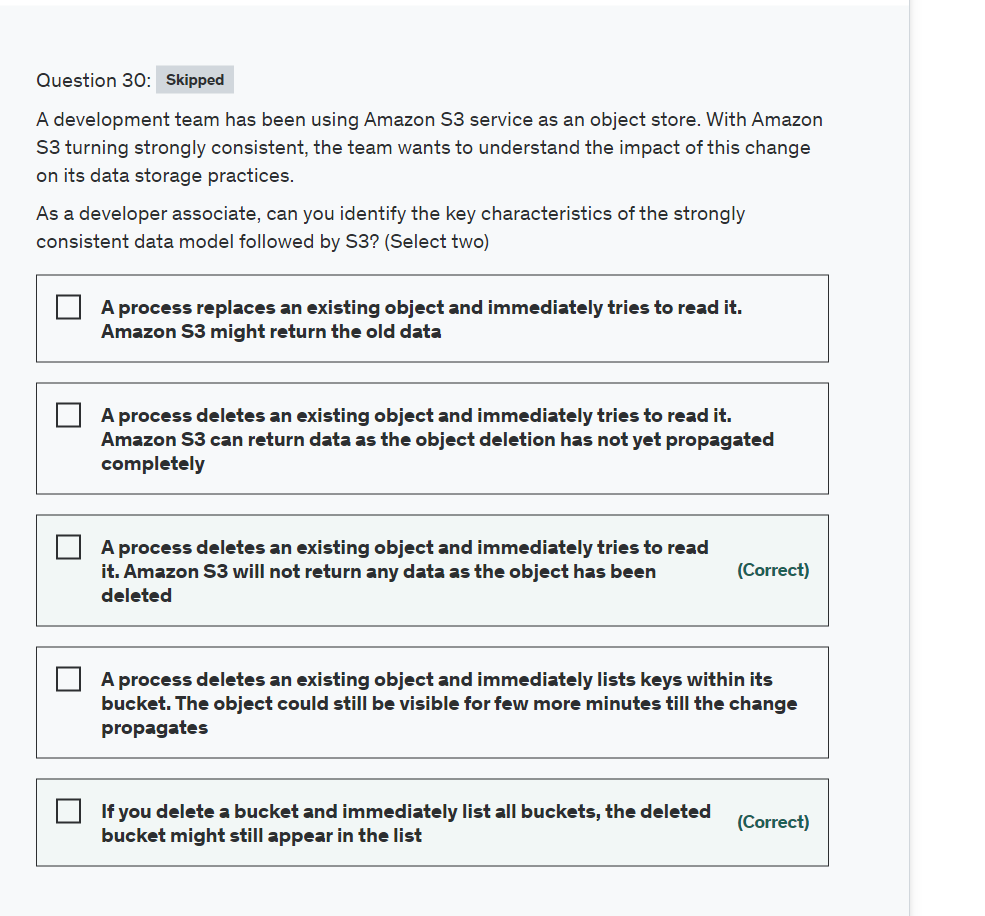 Question 30: Skipped
A development team has been using Amazon S3 service as an object store. With Amazon
S3 turning strongly consistent, the team wants to understand the impact of this change
on its data storage practices.
As a developer associate, can you identify the key characteristics of the strongly
consistent data model followed by S3? (Select two)
A process replaces an existing object and immediately tries to read it.
Amazon S3 might return the old data
A process deletes an existing object and immediately tries to read it.
Amazon S3 can return data as the object deletion has not yet propagated
completely
A process deletes an existing object and immediately tries to read
it. Amazon S3 will not return any data as the object has been
deleted
(Correct)
A process deletes an existing object and immediately lists keys within its
bucket. The object could still be visible for few more minutes till the change
propagates
If you delete a bucket and immediately list all buckets, the deleted
bucket might still appear in the list
(Correct)